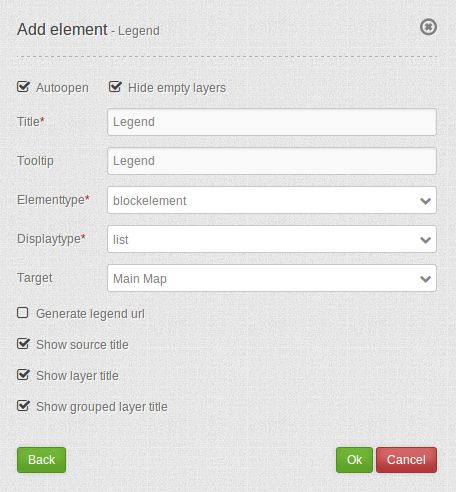 Add element - Legend
Autoopen Hide empty layers
Title* Legend
Tooltip Legend
Elementtype* blockelement
Displaytype* list
Target Main Map
Generate legend url
Show source title
Show layer title
Show grouped layer title
Back Ok Cancel